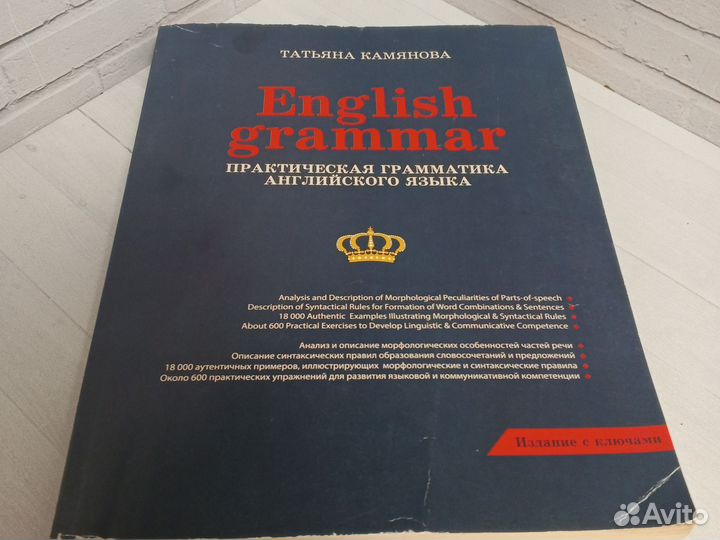 ТАТЬЯНА КАМЯНОВА
English
grammar
ПРАКТИЧЕСКАЯ ГРАММАТИКА
АНГЛИЙСКОГО ЯЗЫКА
Analysis and Description of Morphological Peculiarities of Parts-of-speech
Description of Syntactical Rules for Formation of Word Combinations & Sentences
18 000 Authentic Examples Illustrating Morphological & Syntactical Rules
About 600 Practical Exercises to Develop Linguistic & Communicative Competence
Анализ и описание морфологических особенностей частей речи
Описание синтаксических правил образования словосочетаний и предложений
18 000 аутентичных примеров, иллюстрирующих морфологические и синтаксические правила
Около 600 практических упражнений для развития языковой и коммуникативной компетенции
Издание с ключами
Avito